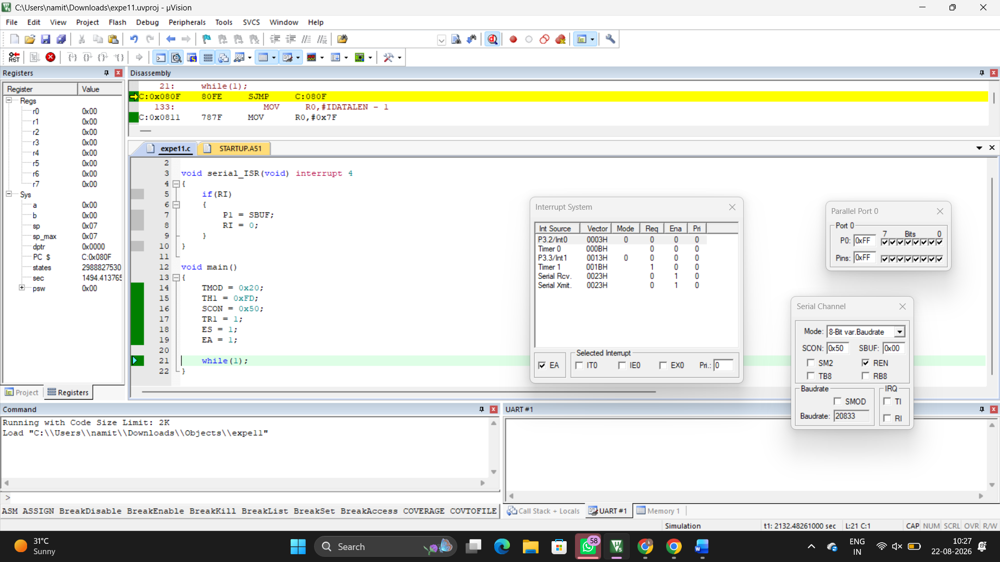 C:\Users\namit\Downloads\expe11.uvproj - µVision
File Edit View Project Flash Debug Peripherals Tools SVCS Window Help
RST
Registers
Register Value
Regs
r0 0x00
r1 0x00
r2 0x00
r3 0x00
r4 0x00
r5 0x00
r6 0x00
r7 0x00
Sys
a 0x00
b 0x00
sp 0x07
sp_max 0x07
dptr 0x0000
PC $ C:0x080F
states 2988827530
sec 1494.413765
psw 0x00
Project Registers
Disassembly
21: while(1);
C:0x080F 80FE SJMP C:080F
133: MOV R0,#IDATALEN - 1
C:0x0811 787F MOV R0,#0x7F
expe11.c STARTUP.A51
2
3 void serial_ISR(void) interrupt 4
4 {
5 if(RI)
6 {
7 P1 = SBUF;
8 RI = 0;
9 }
10 }
11
12 void main()
13 {
14 TMOD = 0x20;
15 TH1 = 0xFD;
16 SCON = 0x50;
17 TR1 = 1;
18 ES = 1;
19 EA = 1;
20
21 while(1);
22 }
Interrupt System
Int Source Vector Mode Req Ena Pri
P3.2/Int0 0003H 0 0 0 0
Timer 0 000BH 0 0 0
P3.3/Int1 0013H 0 0 0 0
Timer 1 001BH 1 0 0
Serial Rcv. 0023H 0 1 0
Serial Xmit. 0023H 0 1 0
Selected Interrupt
EA IT0 IE0 EX0 Pri.: 0
Parallel Port 0
Port 0
7 Bits 0
P0: 0xFF
Pins: 0xFF
Serial Channel
Mode: 8-Bit var.Baudrate
SCON: 0x50 SBUF: 0x00
SM2 REN
TB8 RB8
Baudrate IRQ
SMOD TI
Baudrate: 20833 RI
Command
Running with Code Size Limit: 2K
Load "C:\\Users\\namit\\Downloads\\Objects\\expe11"
>
ASM ASSIGN BreakDisable BreakEnable BreakKill BreakList BreakSet BreakAccess COVERAGE COVTOFILE
UART #1
Call Stack + Locals UART #1 Memory 1
Simulation t1: 2132.48261000 sec L:21 C:1 CAP NUM SCRL OVR R/W
31°C
Sunny
Search
58
ENG
IN
10:27
22-08-2026